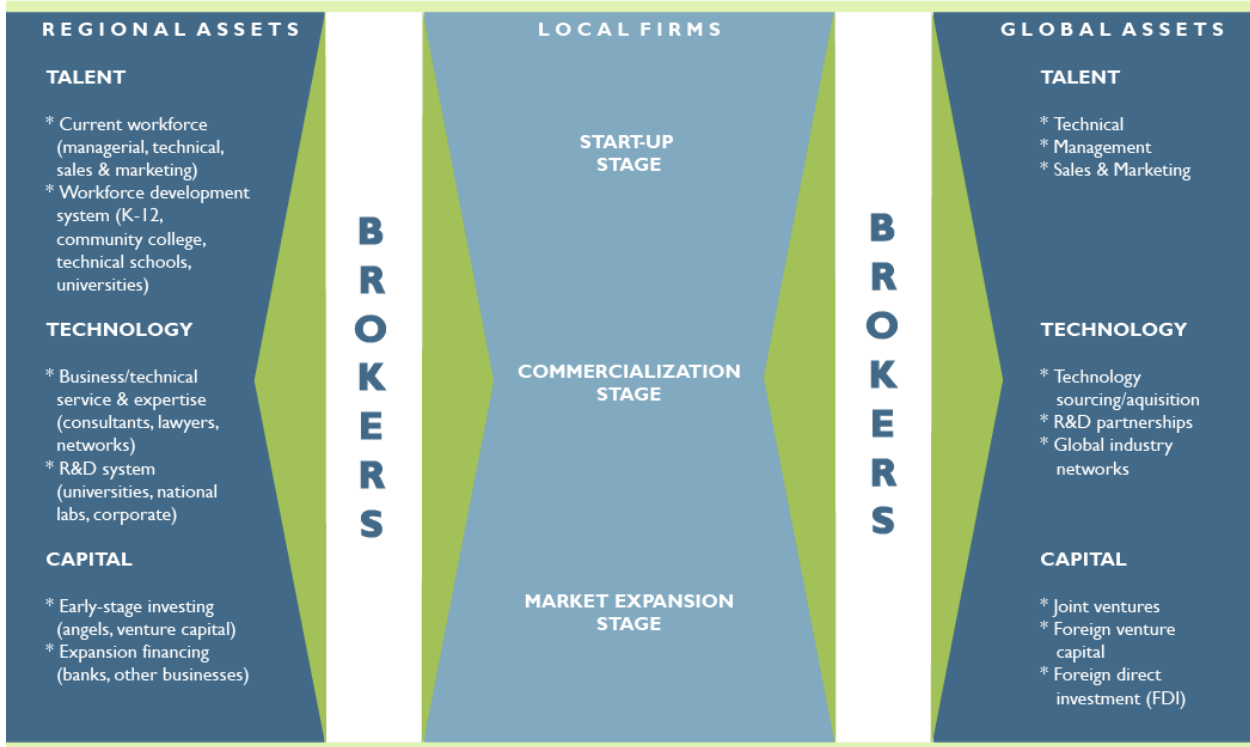 REGIONAL ASSETS
TALENT
* Current workforce
(managerial, technical,
sales & marketing)
* Workforce development
system (K-12,
community college,
technical schools,
universities)
TECHNOLOGY
* Business/technical
service & expertise
(consultants, lawyers,
networks)
* R&D system
(universities, national
labs, corporate)
CAPITAL
* Early-stage investing
(angels, venture capital)
* Expansion financing
(banks, other businesses)
BROKERS
LOCAL FIRMS
START-UP
STAGE
COMMERCIALIZATION
STAGE
MARKET EXPANSION
STAGE
BROKERS
GLOBAL ASSETS
TALENT
* Technical
* Management
* Sales & Marketing
TECHNOLOGY
* Technology
sourcing/aquisition
* R&D partnerships
* Global industry
networks
CAPITAL
* Joint ventures
* Foreign venture
capital
* Foreign direct
investment (FDI)